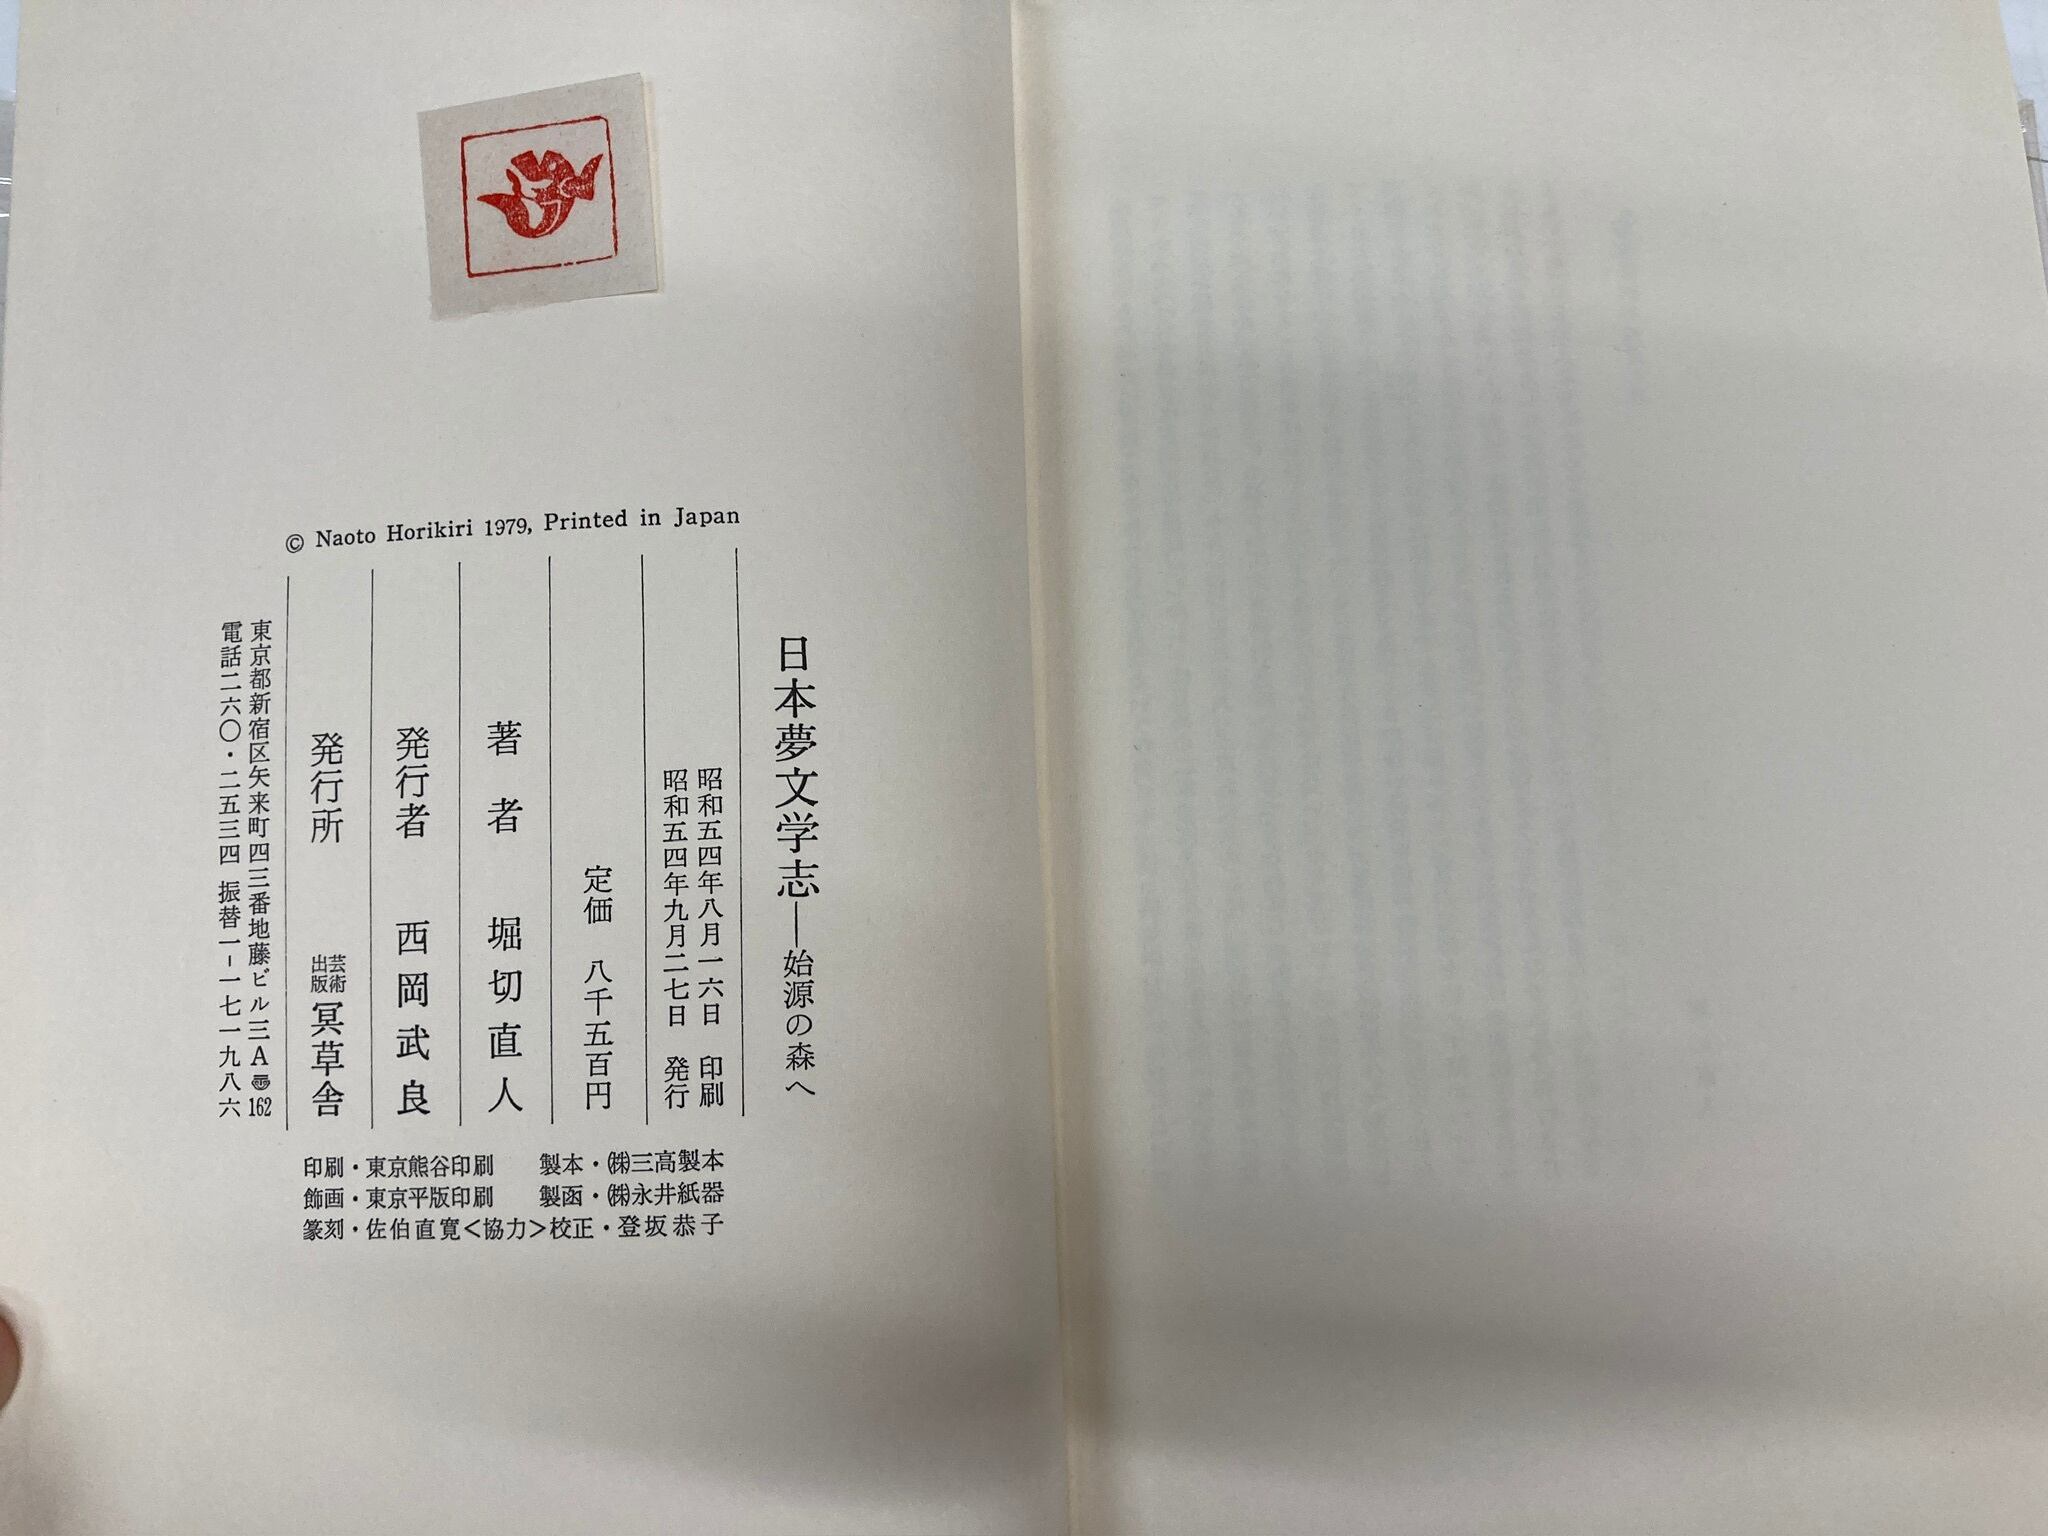 © Naoto Horikiri 1979, Printed in Japan
日本夢文学志──始源の森へ
昭和五四年八月一六日 印刷
昭和五四年九月二七日 発行
定価 八千五百円
著者 堀切直人
発行者 西岡武良
発行所 芸術出版 冥草舎
東京都新宿区矢来町四三番地藤ビル三A〠162
電話二六〇・二五三四 振替一-一七一九八六
印刷・東京熊谷印刷 製本・㈱三高製本
飾画・東京平版印刷 製函・㈱永井紙器
篆刻・佐伯直寛<協力>校正・登坂恭子